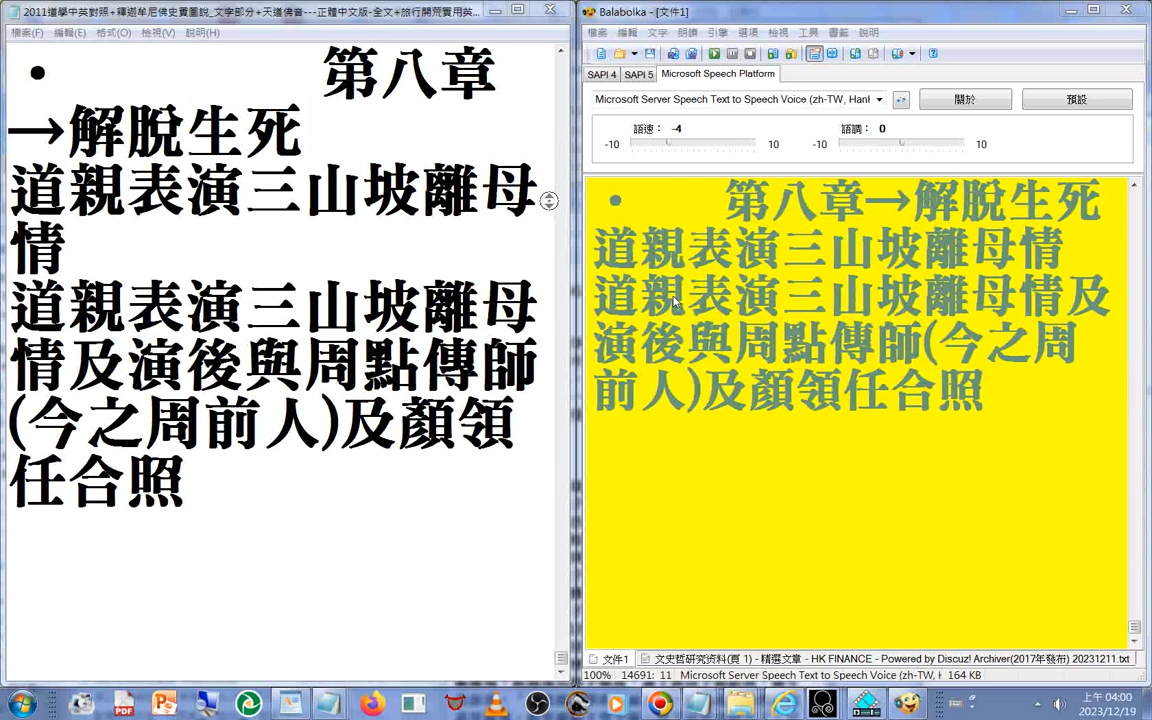 2011道學中英對照+釋迦牟尼佛史實圖說_文字部分+天道佛音---正體中文版-全文+旅行開荒實用英...
檔案(F) 編輯(E) 格式(O) 檢視(V) 說明(H)
• 第八章
→解脫生死
道親表演三山坡離母
情
道親表演三山坡離母
情及演後與周點傳師
(今之周前人)及顏領
任合照
Balabolka - [文件1]
檔案 編輯 文字 朗讀 引擎 選項 檢視 工具 書籤 說明
SAPI 4 SAPI 5 Microsoft Speech Platform
Microsoft Server Speech Text to Speech Voice (zh-TW, Hanl
關於 預設
語速： -4 語調： 0
-10 10 -10 10
• 第八章→解脫生死
道親表演三山坡離母情
道親表演三山坡離母情及
演後與周點傳師(今之周
前人)及顏領任合照
文件1 文史哲研究资料(頁 1) - 精選文章 - HK FINANCE - Powered by Discuz! Archiver(2017年發布) 20231211.txt
100% 14691: 11 Microsoft Server Speech Text to Speech Voice (zh-TW, H 164 KB
上午 04:00
2023/12/19